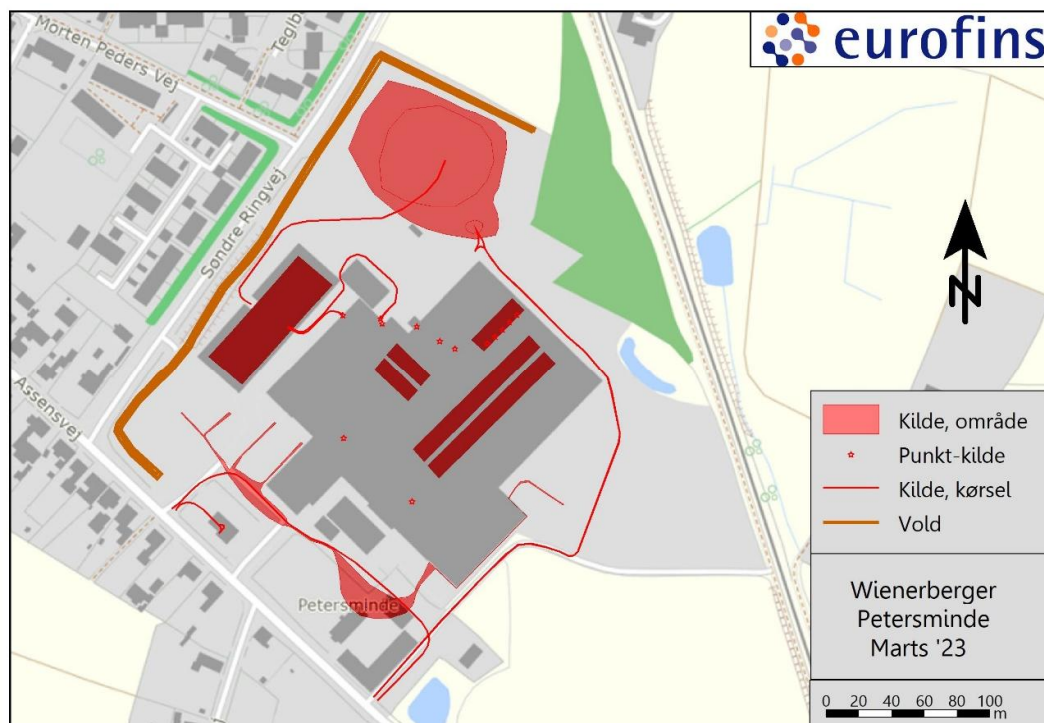 eurofins
Morten Peders Vej
Søndre Ringvej
Assensvej
Petersminde
N
Kilde, område
Punkt-kilde
Kilde, kørsel
Vold
Wienerberger
Petersminde
Marts '23
0 20 40 60 80 100
m